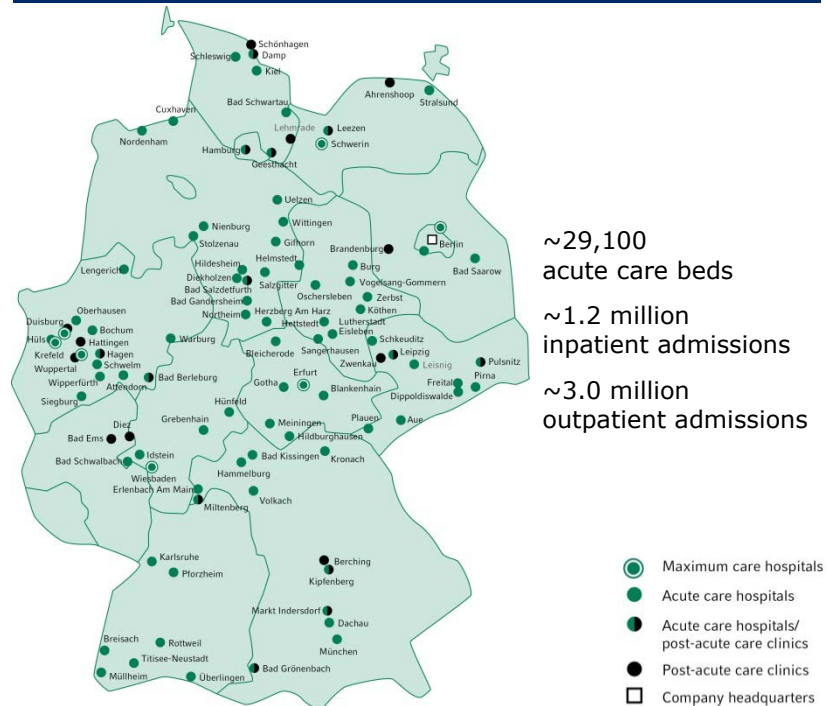 Schönhagen
Damp
Schleswig
Kiel
Ahrenshoop
Stralsund
Cuxhaven
Bad Schwartau
Lehmrade
Leezen
Nordenham
Schwerin
Hamburg
Geesthacht
Uelzen
Nienburg
Wittingen
Stolzenau
Gifhorn
Brandenburg
Berlin
Hildesheim
Helmstedt
Lengerich
Diekholzen
Burg
Bad Saarow
Bad Salzdetfurth
Salzgitter
Vogelsang-Gommern
Bad Gandersheim
Oschersleben
Zerbst
Oberhausen
Northeim
Herzberg Am Harz
Köthen
Duisburg
Bochum
Hettstedt
Lutherstadt
Eisleben
Hüls
Hattingen
Warburg
Schkeuditz
Krefeld
Hagen
Bleicherode
Sangerhausen
Leipzig
Pulsnitz
Wuppertal
Schwelm
Zwenkau
Leisnig
Wipperfürth
Bad Berleburg
Erfurt
Freital
Pirna
Attendorn
Gotha
Blankenhain
Dippoldiswalde
Siegburg
Hünfeld
Plauen
Aue
Diez
Grebenhain
Meiningen
Hildburghausen
Bad Ems
Idstein
Bad Kissingen
Kronach
Bad Schwalbach
Hammelburg
Wiesbaden
Erlenbach Am Main
Volkach
Miltenberg
Karlsruhe
Berching
Pforzheim
Kipfenberg
Markt Indersdorf
Dachau
Breisach
Rottweil
München
Titisee-Neustadt
Bad Grönenbach
Müllheim
Überlingen
~29,100
acute care beds
~1.2 million
inpatient admissions
~3.0 million
outpatient admissions
Maximum care hospitals
Acute care hospitals
Acute care hospitals/
post-acute care clinics
Post-acute care clinics
Company headquarters